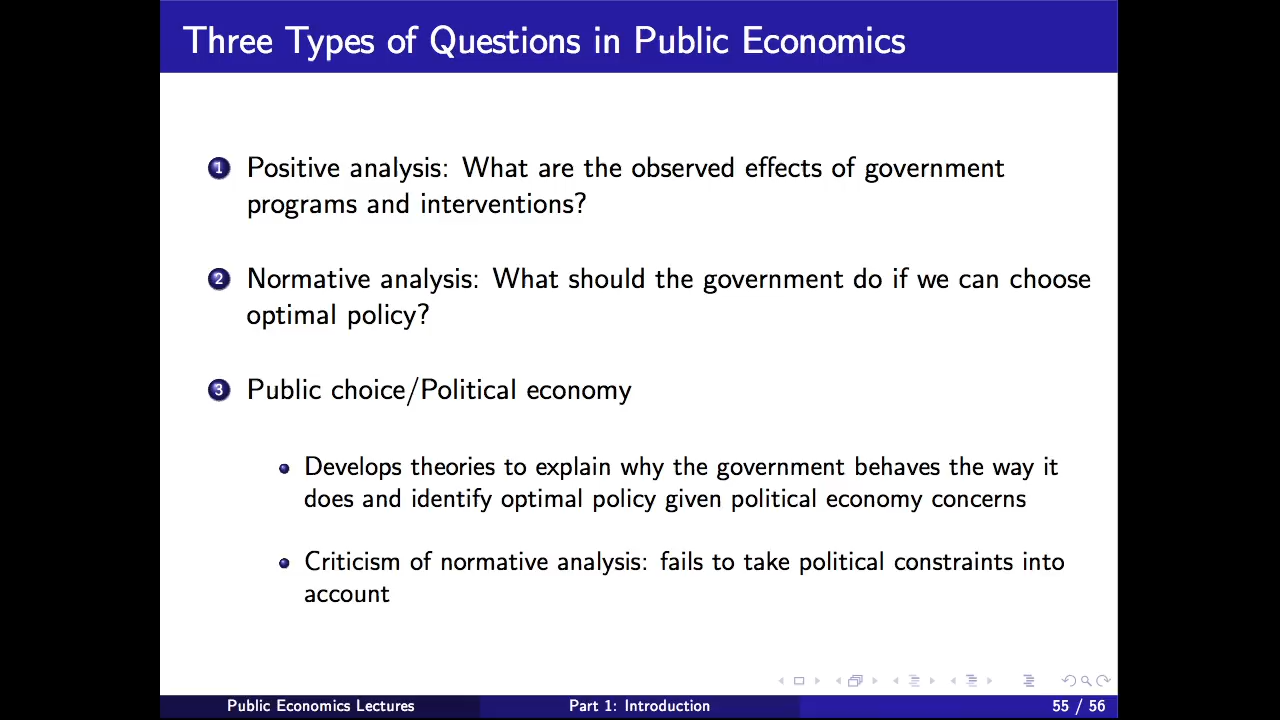 Three Types of Questions in Public Economics
1 Positive analysis: What are the observed effects of government
programs and interventions?
2 Normative analysis: What should the government do if we can choose
optimal policy?
3 Public choice/Political economy
Develops theories to explain why the government behaves the way it
does and identify optimal policy given political economy concerns
Criticism of normative analysis: fails to take political constraints into
account
Public Economics Lectures
Part 1: Introduction
55 / 56